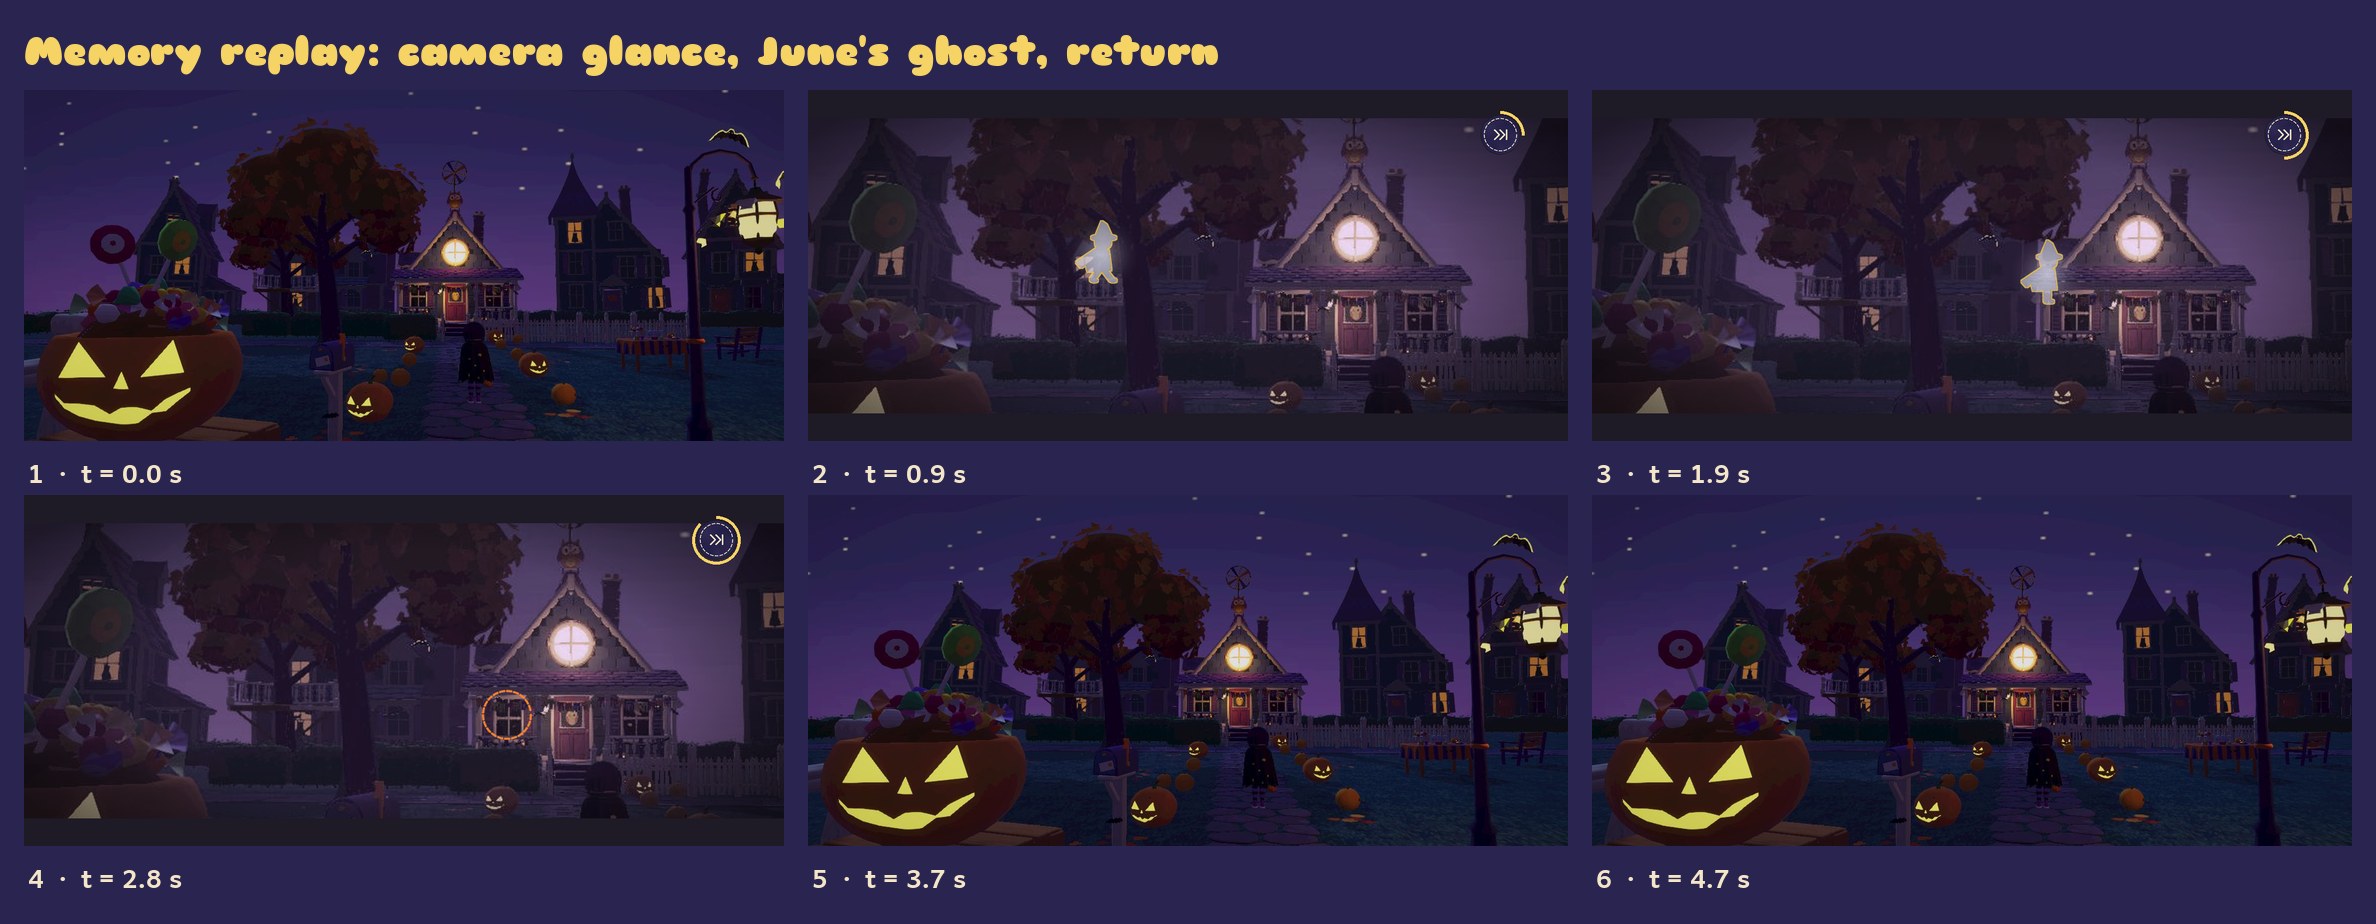 Memory replay: camera glance, June's ghost, return
1 · t = 0.0 s
2 · t = 0.9 s
3 · t = 1.9 s
4 · t = 2.8 s
5 · t = 3.7 s
6 · t = 4.7 s